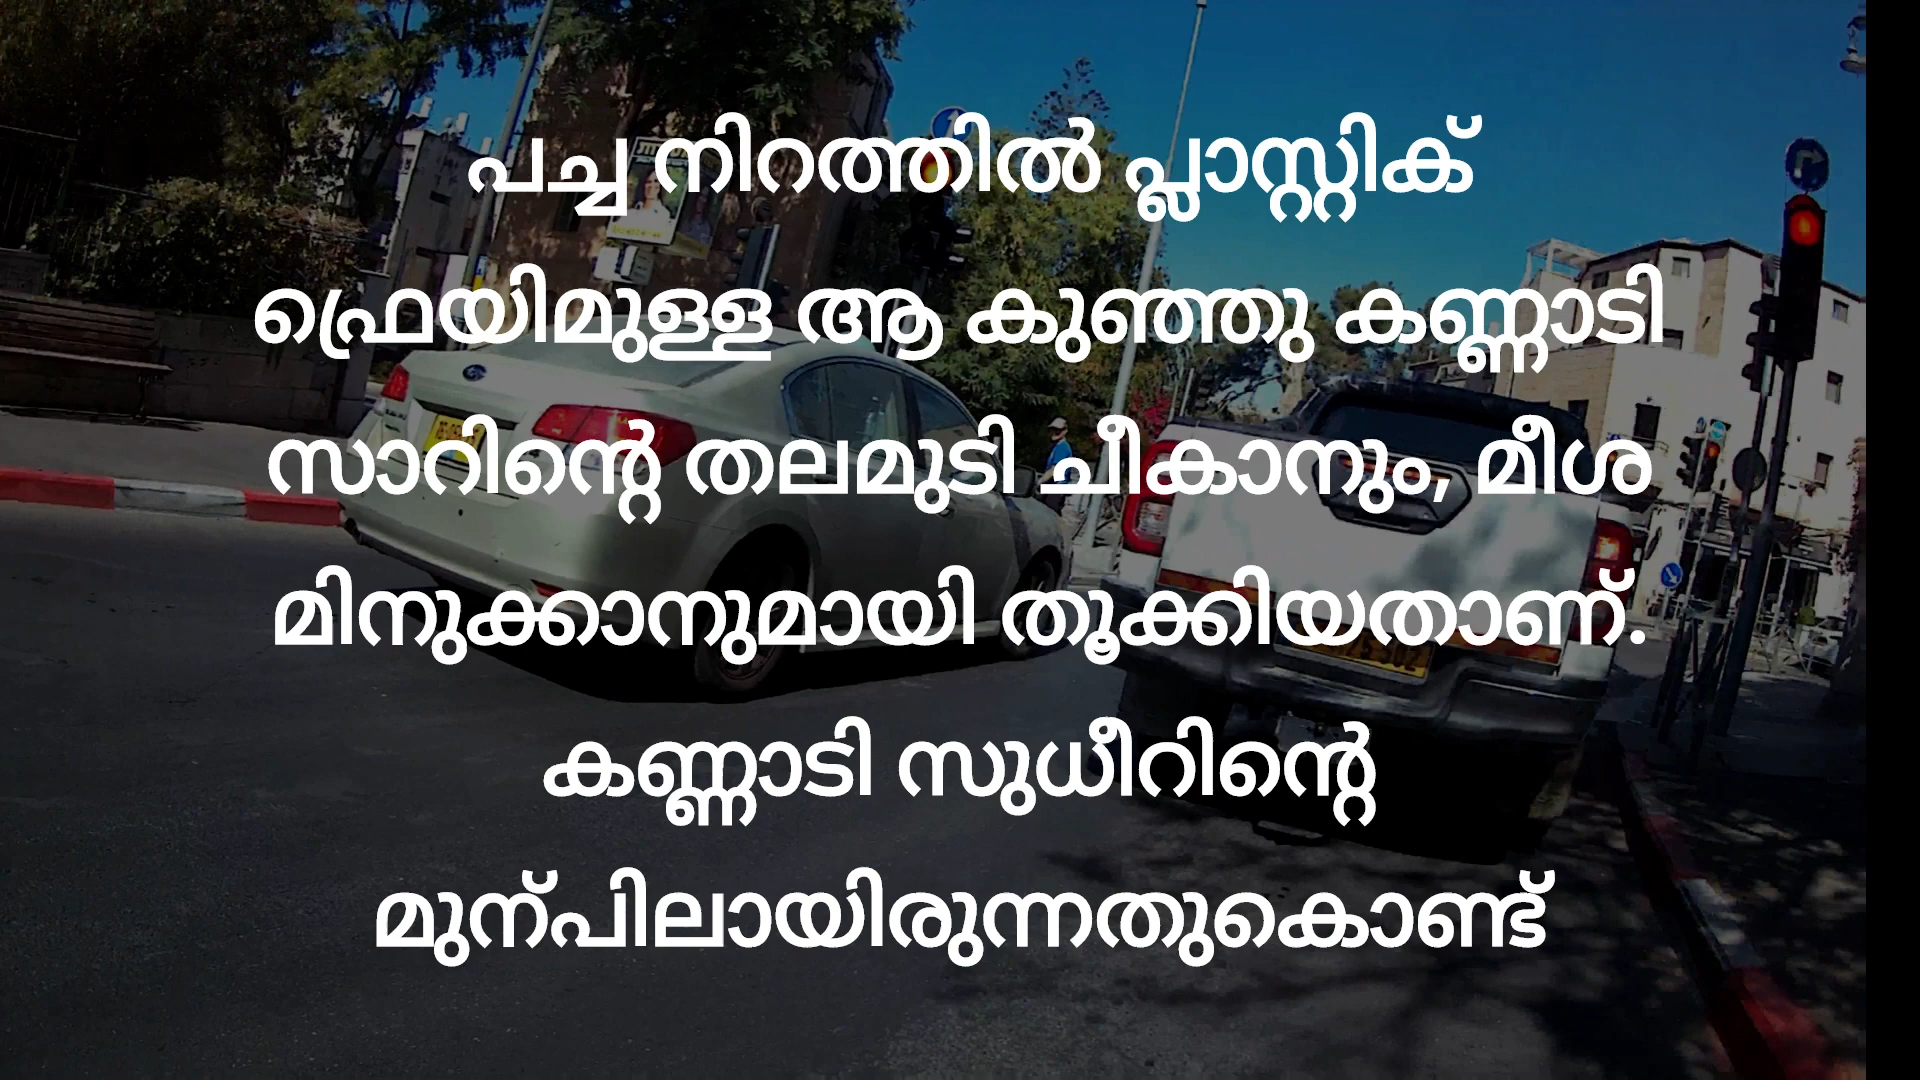 പച്ച നിറത്തിൽ പ്ലാസ്റ്റിക്
ഫ്രെയിമുള്ള ആ കുഞ്ഞു കണ്ണാടി
സാറിന്റെ തലമുടി ചീകാനും, മീശ
മിനുക്കാനുമായി തൂക്കിയതാണ്.
കണ്ണാടി സുധീറിന്റെ
മുന്പിലായിരുന്നതുകൊണ്ട്